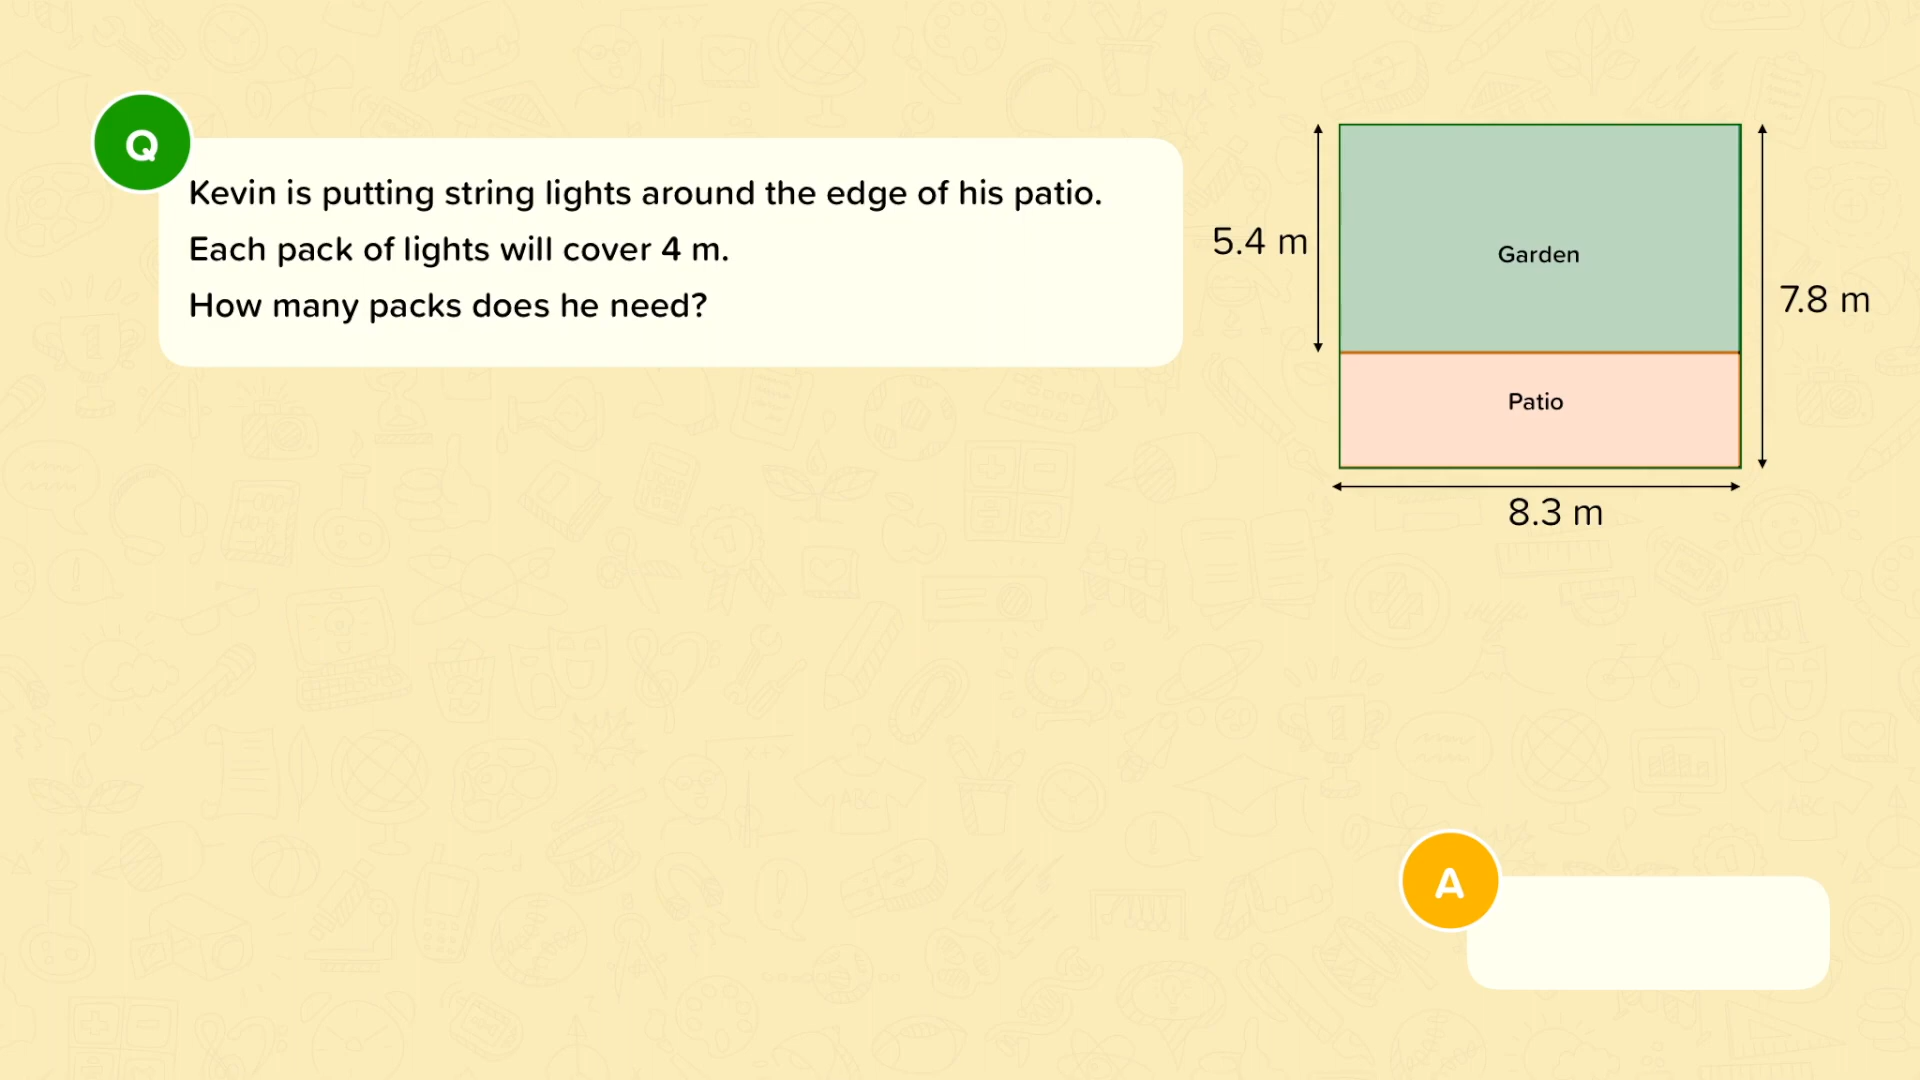 Q
Kevin is putting string lights around the edge of his patio.
Each pack of lights will cover 4 m.
How many packs does he need?
5.4 m
Garden
7.8 m
Patio
8.3 m
A